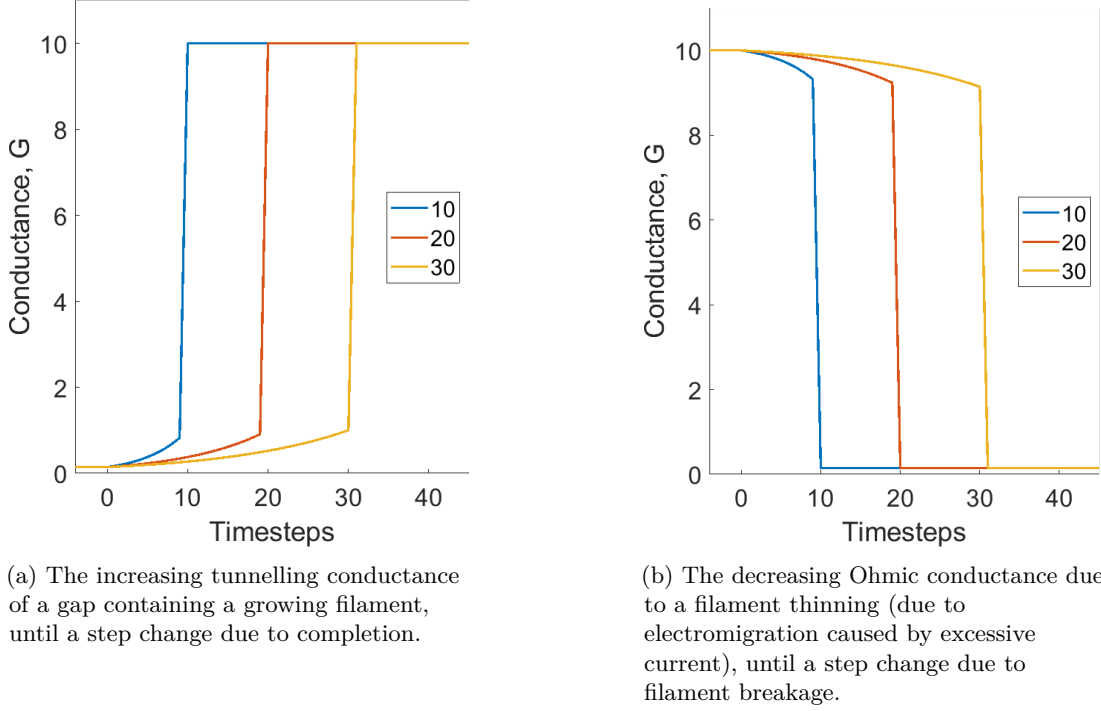 10
8
6
4
2
0
Conductance, G
10
20
30
0 10 20 30 40
Timesteps
(a) The increasing tunnelling conductance
of a gap containing a growing filament,
until a step change due to completion.
10
8
6
4
2
0
Conductance, G
10
20
30
0 10 20 30 40
Timesteps
(b) The decreasing Ohmic conductance due
to a filament thinning (due to
electromigration caused by excessive
current), until a step change due to
filament breakage.